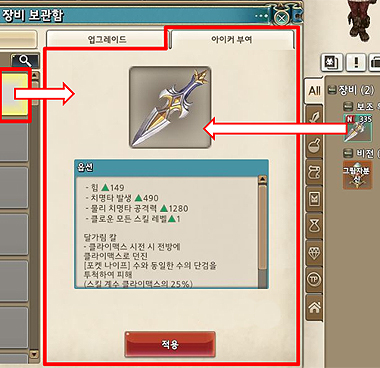 장비 보관함
업그레이드
아이커 부여
옵션
- 힘 ▲149
- 치명타 발생 ▲490
- 물리 치명타 공격력 ▲1280
- 클로운 모든 스킬 레벨▲1
달가림 칼
- 클라이맥스 시전 시 전방에
클라이맥스로 던진
[포켓 나이프] 수와 동일한 수의 단검을
투척하여 피해
(스킬 계수 클라이맥스의 25%)
적용
All
장비 (2)
보조
335
비전
그림자분
신
TP